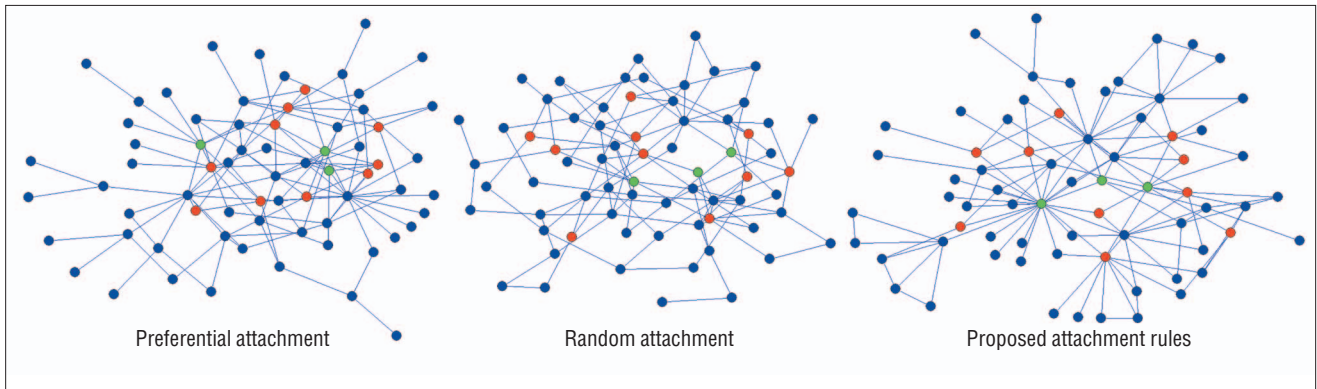 Preferential attachment
Random attachment
Proposed attachment rules